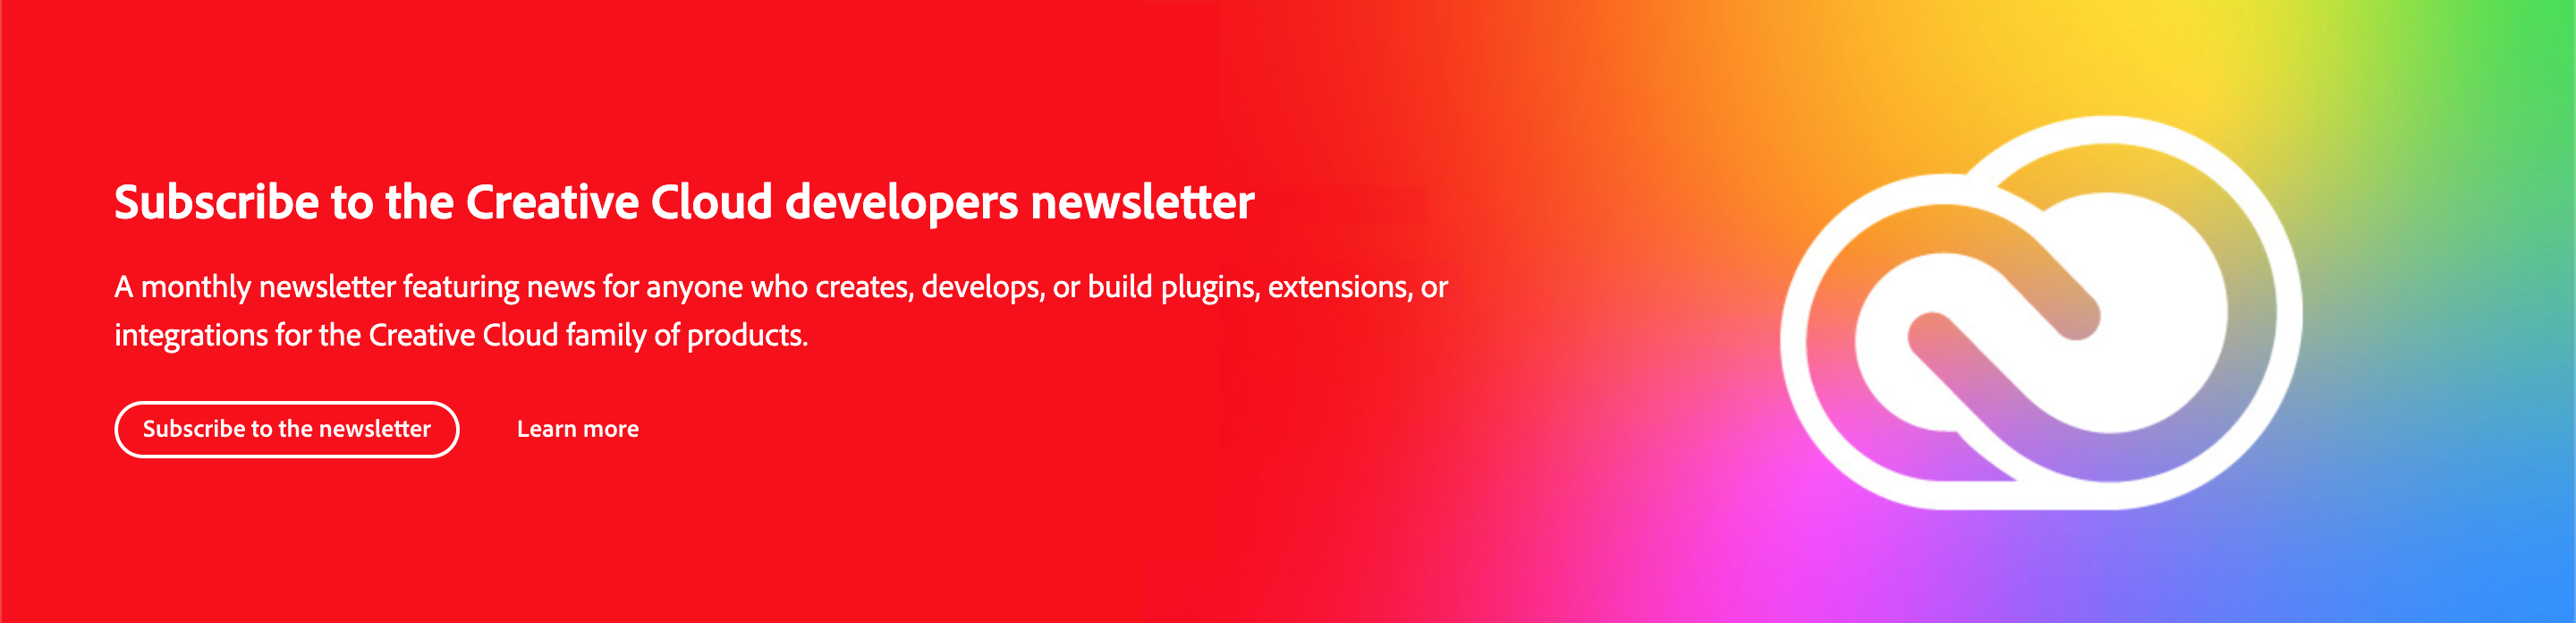 Subscribe to the Creative Cloud developers newsletter
A monthly newsletter featuring news for anyone who creates, develops, or build plugins, extensions, or
integrations for the Creative Cloud family of products.
Subscribe to the newsletter
Learn more